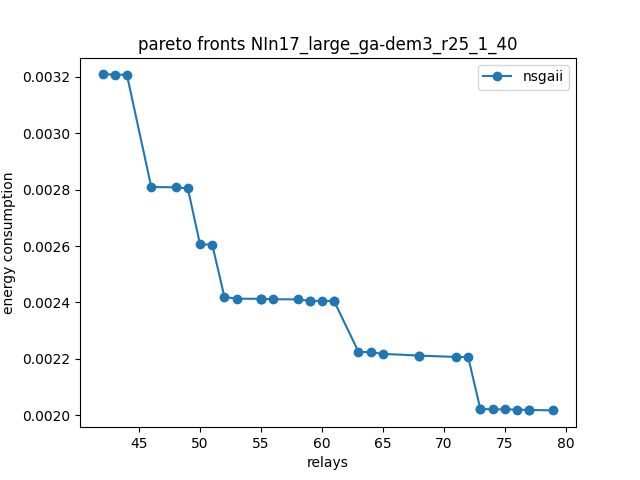 pareto fronts NIn17_large_ga-dem3_r25_1_40
nsgaii
0.0032
0.0030
0.0028
0.0026
0.0024
0.0022
0.0020
energy consumption
45 50 55 60 65 70 75 80
relays